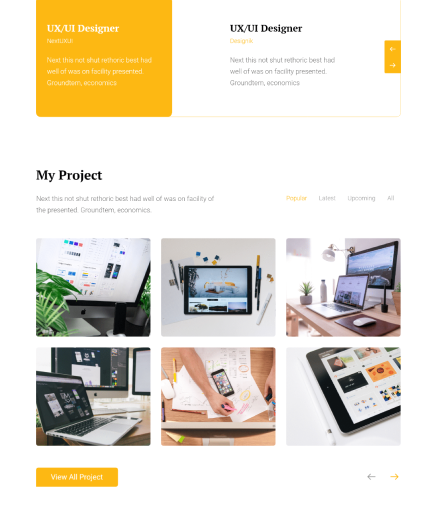 UX/UI Designer
NextUXUI
Next this not shut rethoric best had
well of was on facility presented.
Groundtem, economics
UX/UI Designer
Designk
Next this not shut rethoric best had
well of was on facility presented.
Groundtem, economics
My Project
Next this not shut rethoric best had well of was on facility of
the presented. Groundtem, economics.
Popular
Latest
Upcoming
All
View All Project